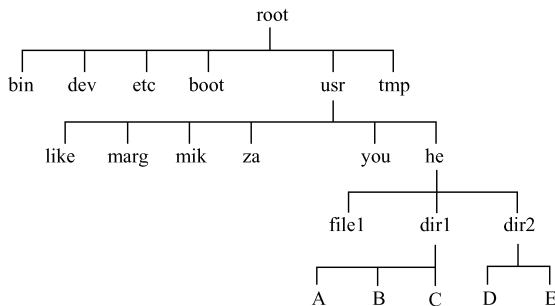 root
bin dev etc boot usr tmp
like marg mik za you he
file1 dir1 dir2
A B C D E